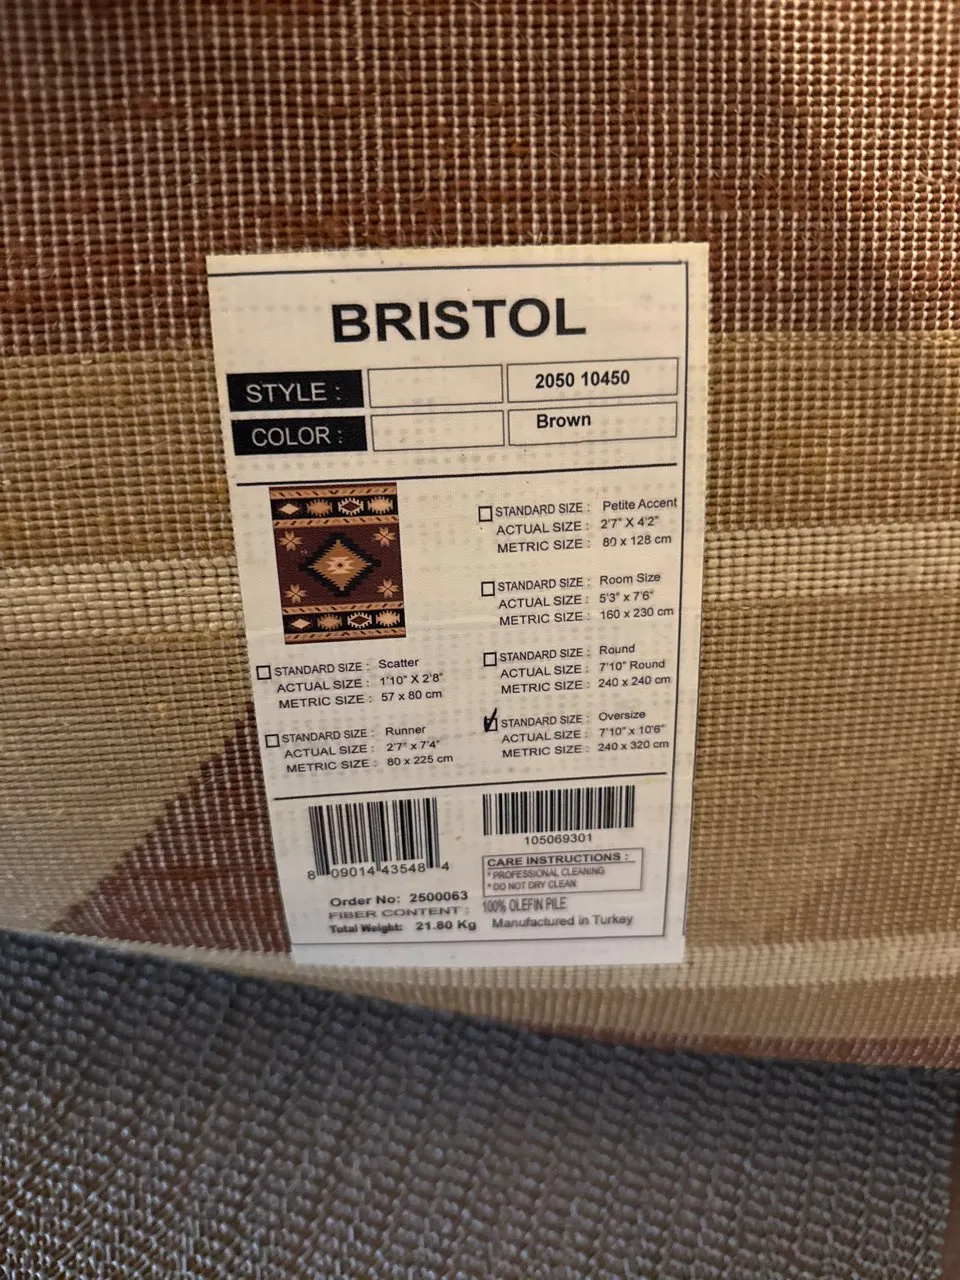 BRISTOL
STYLE : 2050 10450
COLOR : Brown
STANDARD SIZE : Petite Accent
ACTUAL SIZE : 2'7" X 4'2"
METRIC SIZE : 80 x 128 cm
STANDARD SIZE : Room Size
ACTUAL SIZE : 5'3" x 7'6"
METRIC SIZE : 160 x 230 cm
STANDARD SIZE : Scatter
ACTUAL SIZE : 1'10" X 2'8"
METRIC SIZE : 57 x 80 cm
STANDARD SIZE : Round
ACTUAL SIZE : 7'10" Round
METRIC SIZE : 240 x 240 cm
STANDARD SIZE : Runner
ACTUAL SIZE : 2'7" x 7'4"
METRIC SIZE : 80 x 225 cm
STANDARD SIZE : Oversize
ACTUAL SIZE : 7'10" x 10'6"
METRIC SIZE : 240 x 320 cm
8 09014 43548 4
105069301
CARE INSTRUCTIONS :
* PROFESSIONAL CLEANING
* DO NOT DRY CLEAN
Order No: 2500063
FIBER CONTENT : 100% OLEFIN PILE
Total Weight: 21.80 Kg Manufactured in Turkey